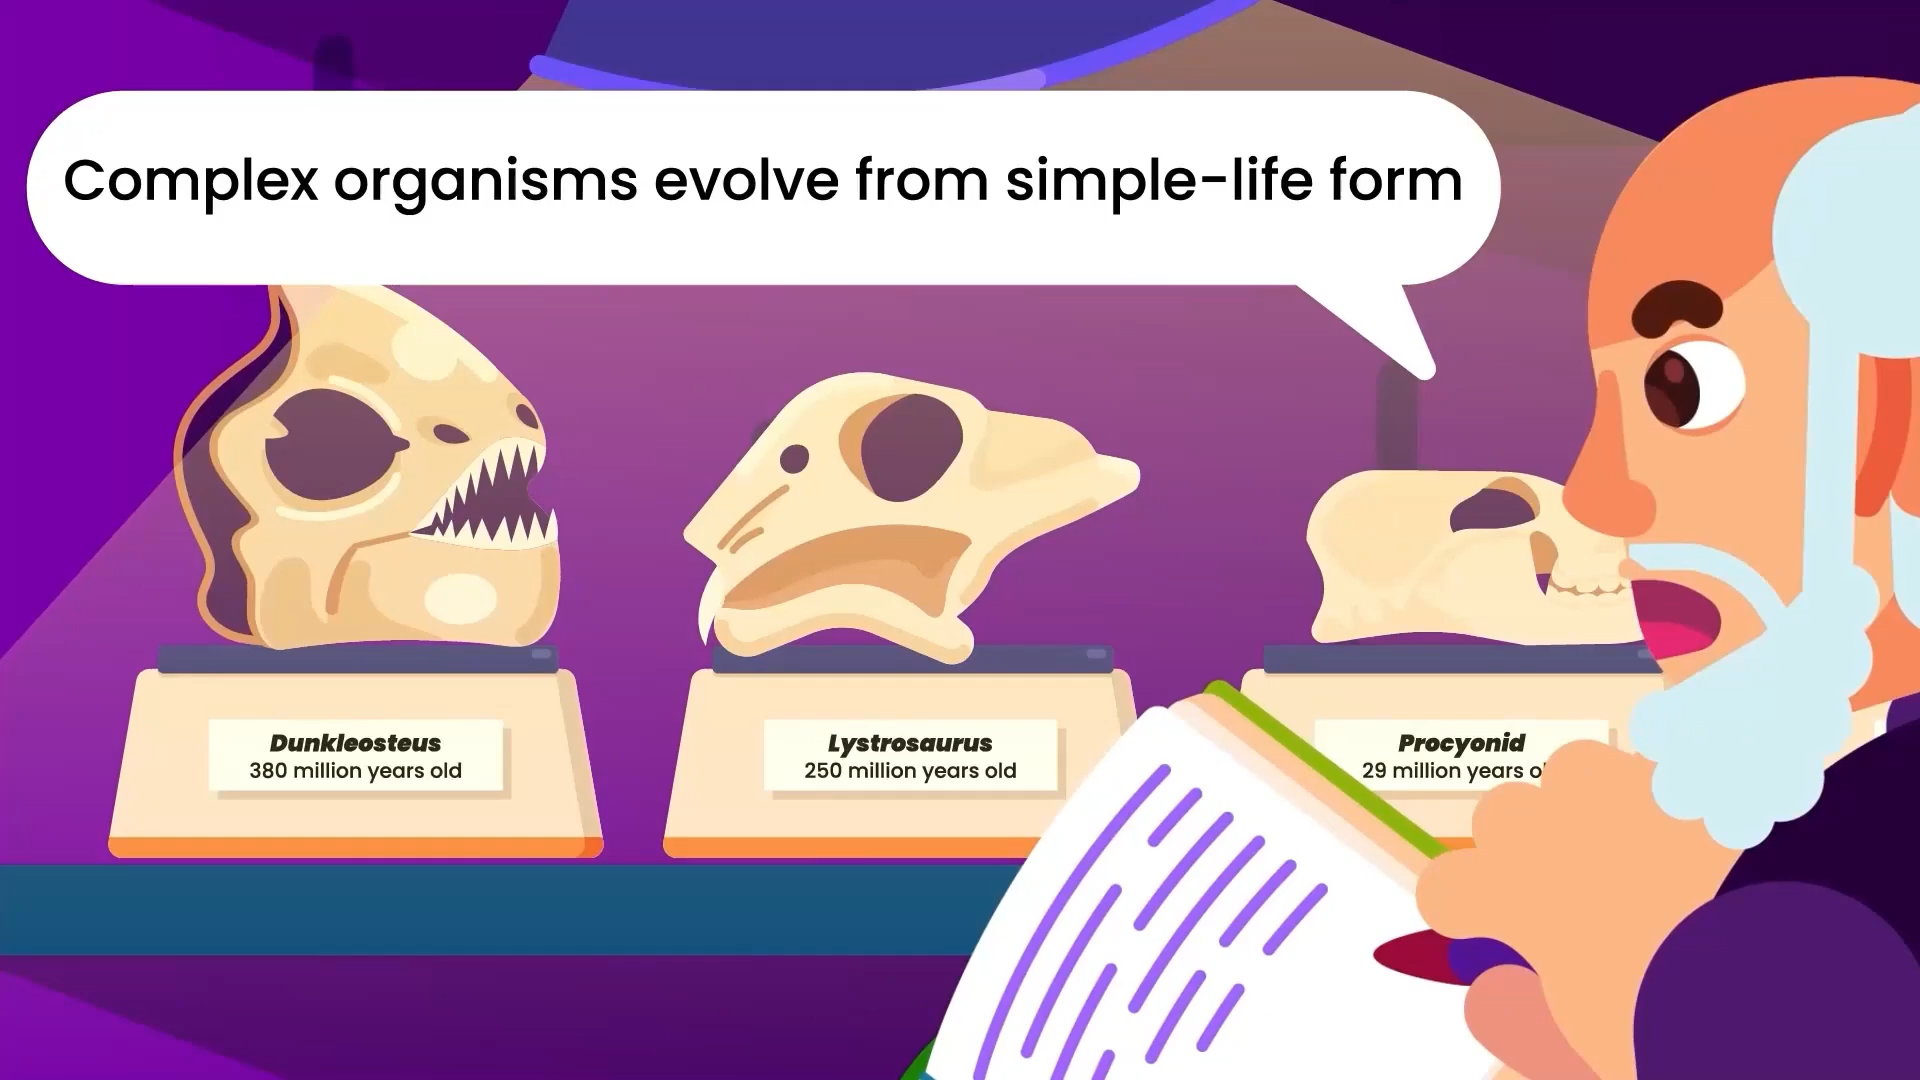 Complex organisms evolve from simple-life form
Dunkleosteus
380 million years old
Lystrosaurus
250 million years old
Procyonid
29 million years